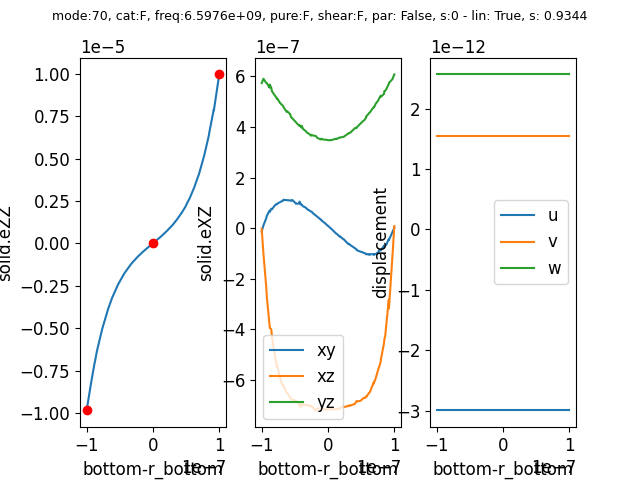 mode:70, cat:F, freq:6.5976e+09, pure:F, shear:F, par: False, s:0 - lin: True, s: 0.9344
1e−5
1e−7
1e−12
solid.eZZ
1.00
0.75
0.50
0.25
0.00
−0.25
−0.50
−0.75
−1.00
−1
0
1
bottom-r_bottom
1e−7
solid.eXZ
6
4
2
0
−2
−4
−6
xy
xz
yz
−1
0
1
bottom-r_bottom
1e−7
displacement
2
1
0
−1
−2
−3
u
v
w
−1
0
1
bottom-r_bottom
1e−7